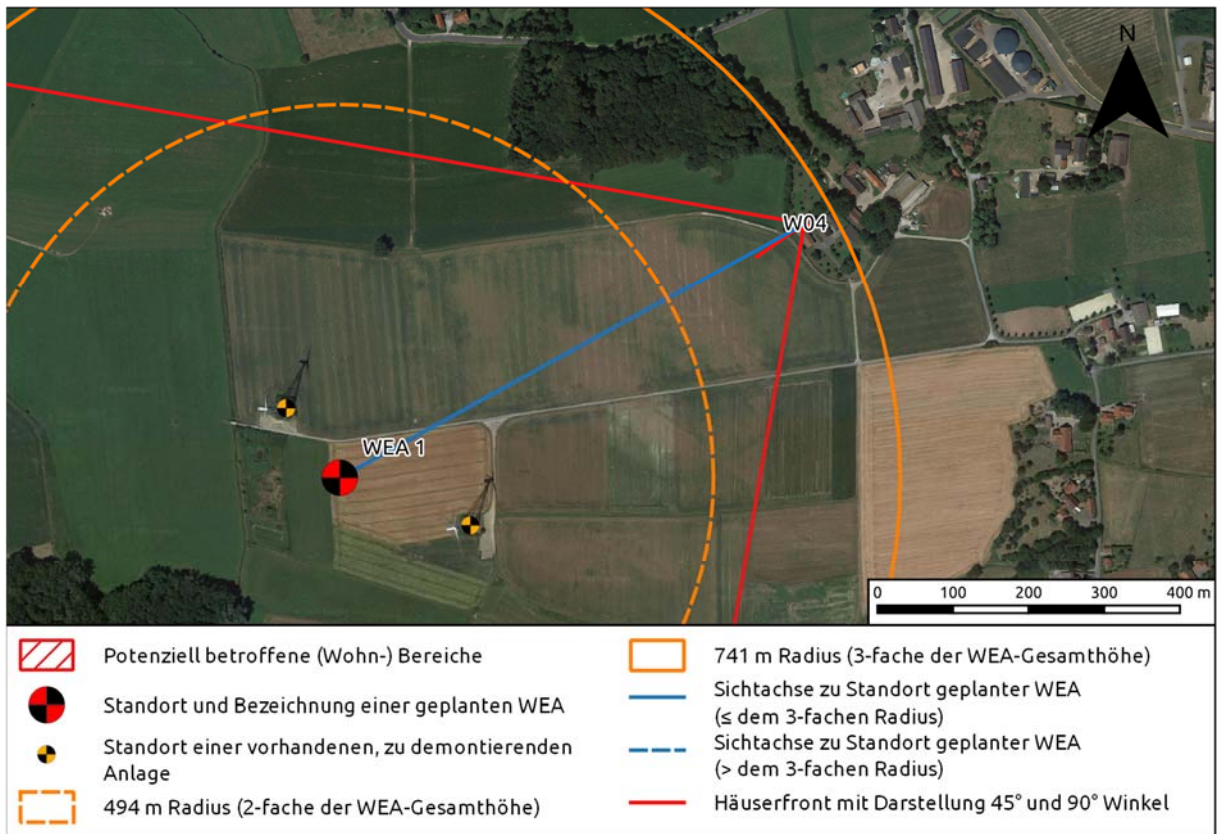 N
W04
WEA 1
0 100 200 300 400 m
Potenziell betroffene (Wohn-) Bereiche
Standort und Bezeichnung einer geplanten WEA
Standort einer vorhandenen, zu demontierenden
Anlage
494 m Radius (2-fache der WEA-Gesamthöhe)
741 m Radius (3-fache der WEA-Gesamthöhe)
Sichtachse zu Standort geplanter WEA
(≤ dem 3-fachen Radius)
Sichtachse zu Standort geplanter WEA
(> dem 3-fachen Radius)
Häuserfront mit Darstellung 45° und 90° Winkel